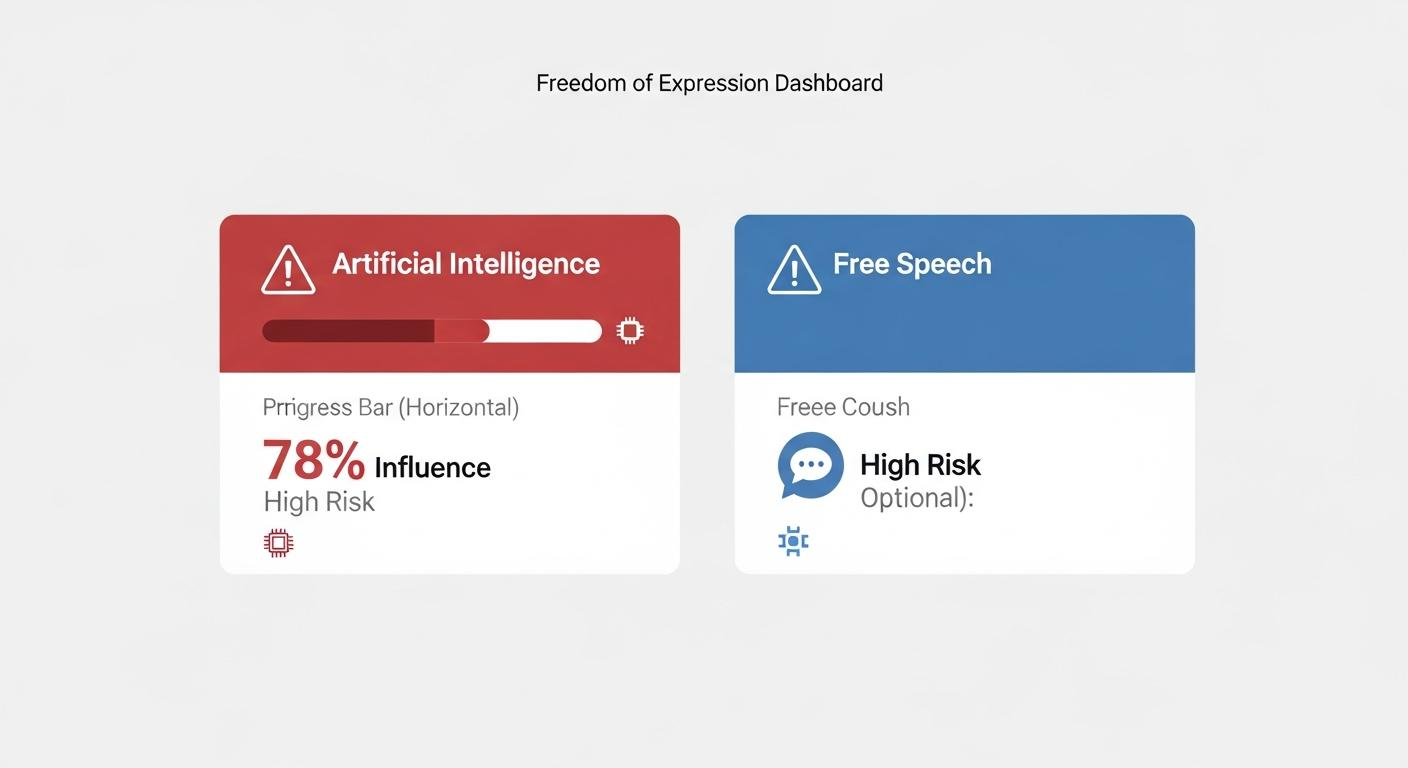 Freedom of Expression Dashboard
Artificial Intelligence
Prrigress Bar (Horizontal)
78% Influence
High Risk
Free Speech
Freee Coush
High Risk
Optional):